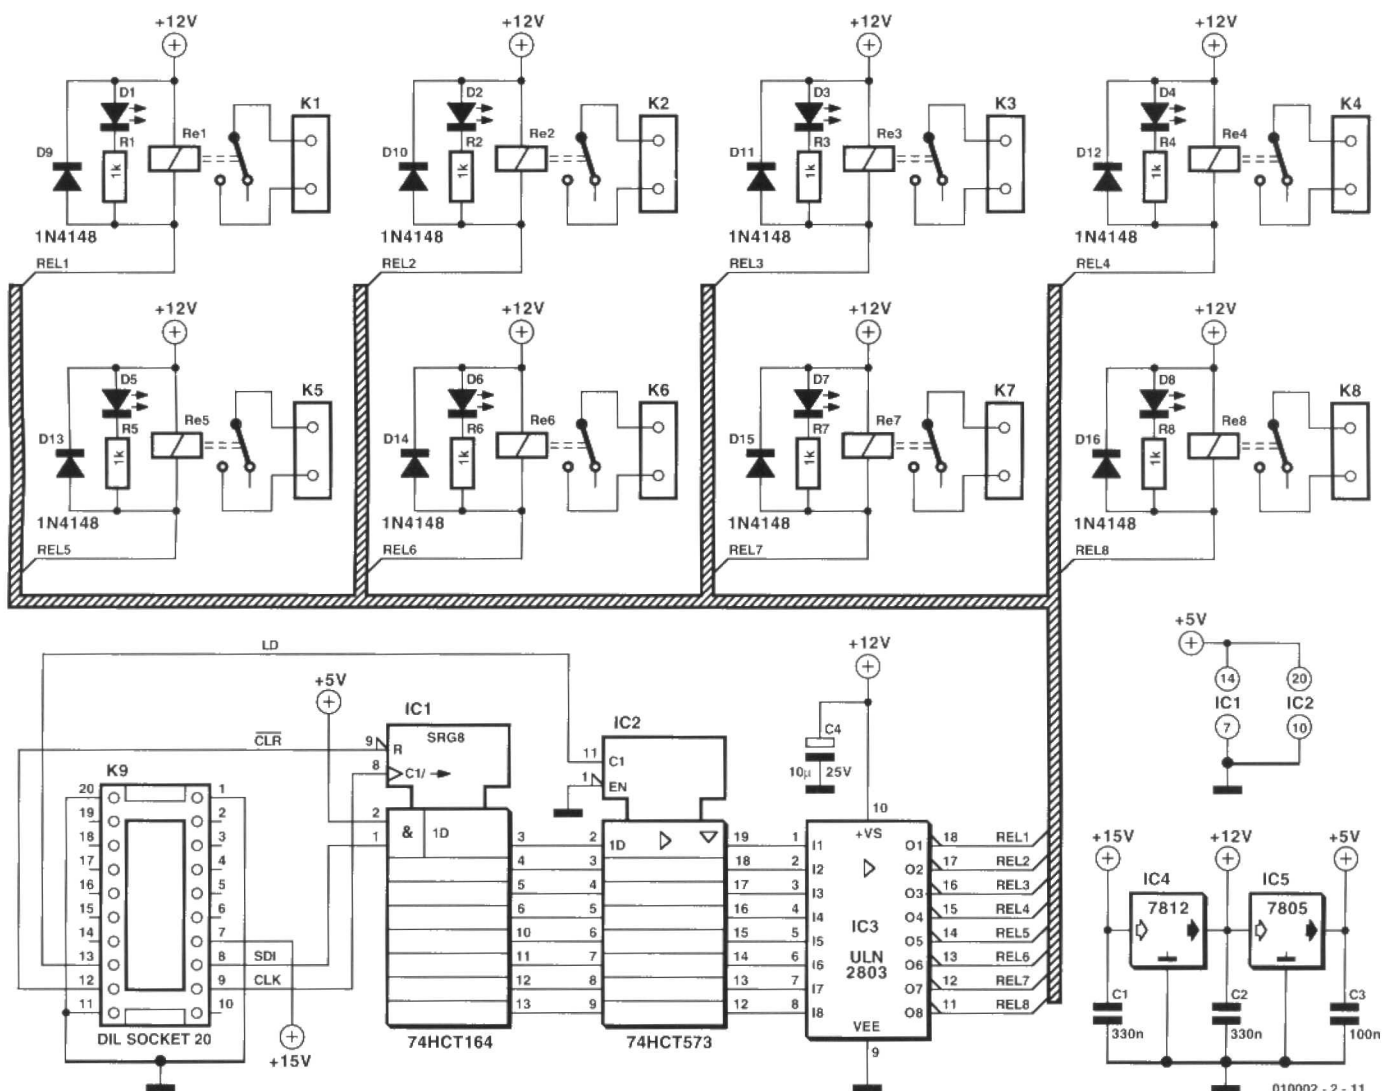 +12V +12V +12V +12V
D1 D2 D3 D4
K1 K2 K3 K4
R1 Re1 R2 Re2 R3 Re3 R4 Re4
D9 1k D10 1k D11 1k D12 1k
1N4148 1N4148 1N4148 1N4148
REL1 REL2 REL3 REL4
+12V +12V +12V +12V
D5 D6 D7 D8
K5 K6 K7 K8
R5 Re5 R6 Re6 R7 Re7 R8 Re8
D13 1k D14 1k D15 1k D16 1k
1N4148 1N4148 1N4148 1N4148
REL5 REL6 REL7 REL8
LD
+5V
CLR
K9
20 1
19 2
18 3
17 4
16 5
15 6
14 7
13 8 SDI
12 9 CLK
11 10
DIL SOCKET 20
+15V
IC1
SRG8
9 R
8 C1/
2 & 1D
1
3
4
5
6
10
11
12
13
74HCT164
IC2
11 C1
1 EN
2 1D 19
3 18
4 17
5 16
6 15
7 14
8 13
9 12
74HCT573
+12V
C4
10µ 25V
10
+VS
1 I1 O1 18 REL1
2 I2 O2 17 REL2
3 I3 O3 16 REL3
4 I4 O4 15 REL4
5 I5 O5 14 REL5
6 I6 O6 13 REL6
7 I7 O7 12 REL7
8 I8 O8 11 REL8
IC3
ULN
2803
VEE
9
+5V
14 20
IC1 IC2
7 10
+15V +12V +5V
IC4 IC5
7812 7805
C1 C2 C3
330n 330n 100n
010002 - 2 - 11